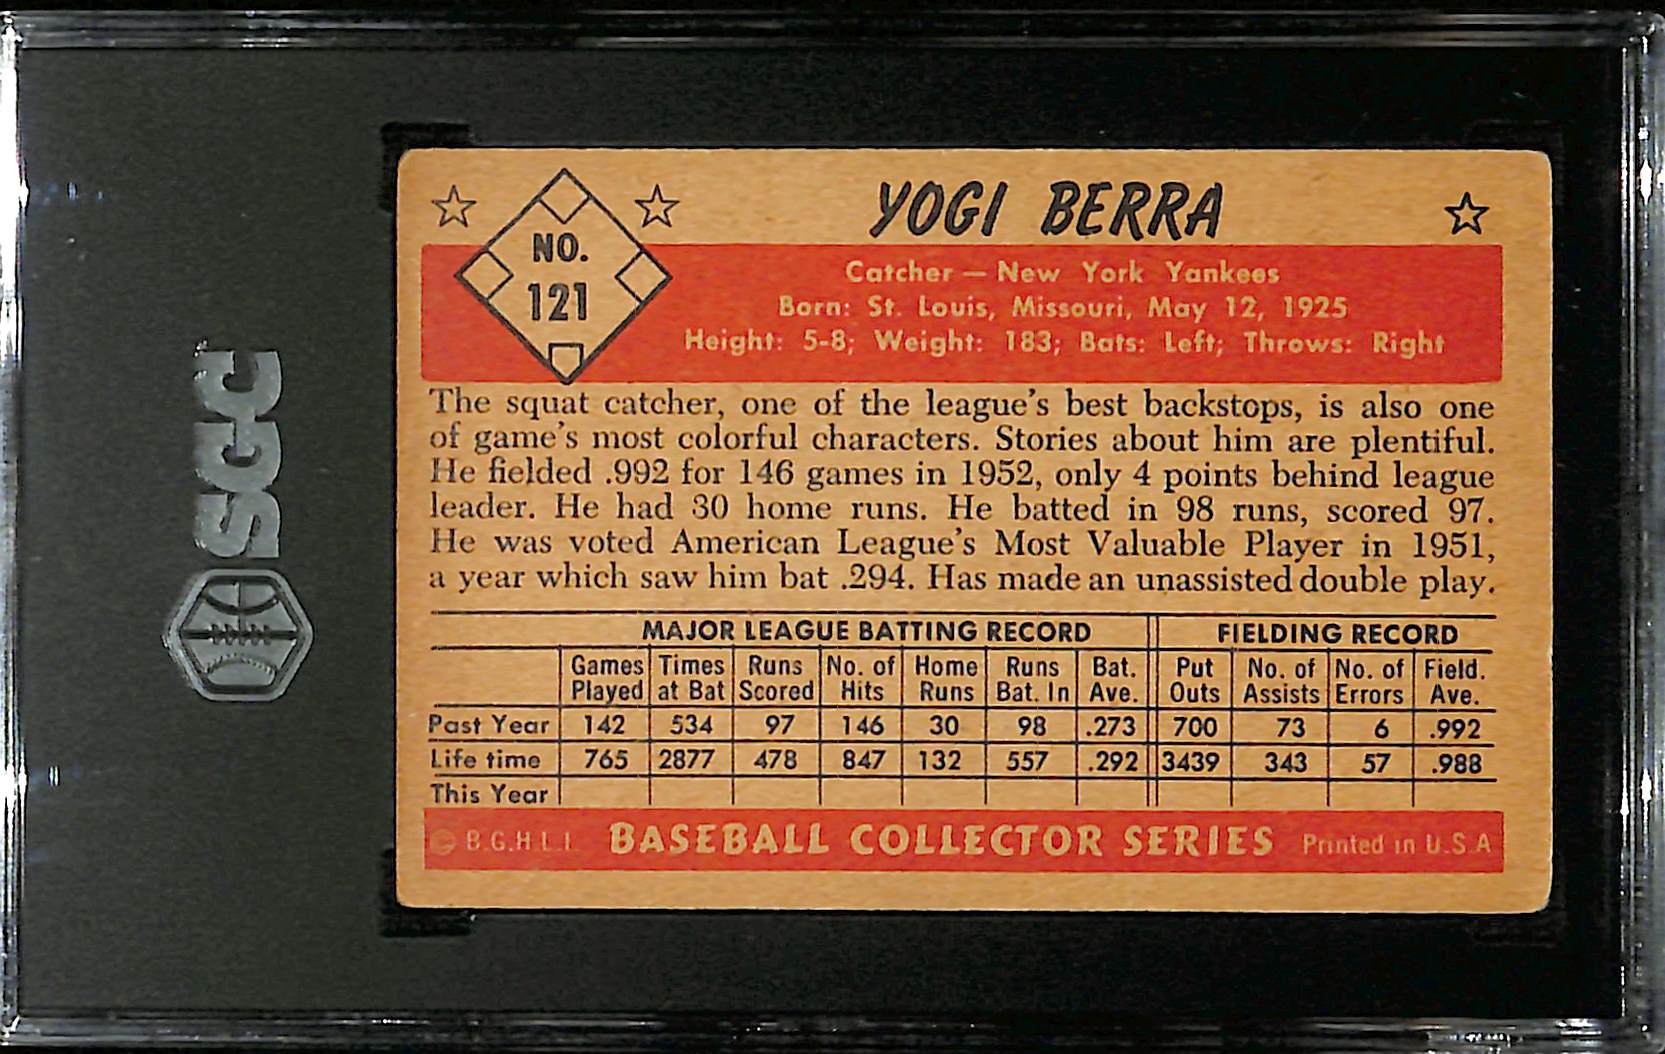 SGC
YOGI BERRA
NO.
121
Catcher — New York Yankees
Born: St. Louis, Missouri, May 12, 1925
Height: 5-8; Weight: 183; Bats: Left; Throws: Right
The squat catcher, one of the league's best backstops, is also one
of game's most colorful characters. Stories about him are plentiful.
He fielded .992 for 146 games in 1952, only 4 points behind league
leader. He had 30 home runs. He batted in 98 runs, scored 97.
He was voted American League's Most Valuable Player in 1951,
a year which saw him bat .294. Has made an unassisted double play.
MAJOR LEAGUE BATTING RECORD FIELDING RECORD
Games Times Runs No. of Home Runs Bat. Put No. of No. of Field.
Played at Bat Scored Hits Runs Bat. In Ave. Outs Assists Errors Ave.
Past Year 142 534 97 146 30 98 .273 700 73 6 .992
Life time 765 2877 478 847 132 557 .292 3439 343 57 .988
This Year
© B.G.H.L.I. BASEBALL COLLECTOR SERIES Printed in U.S.A